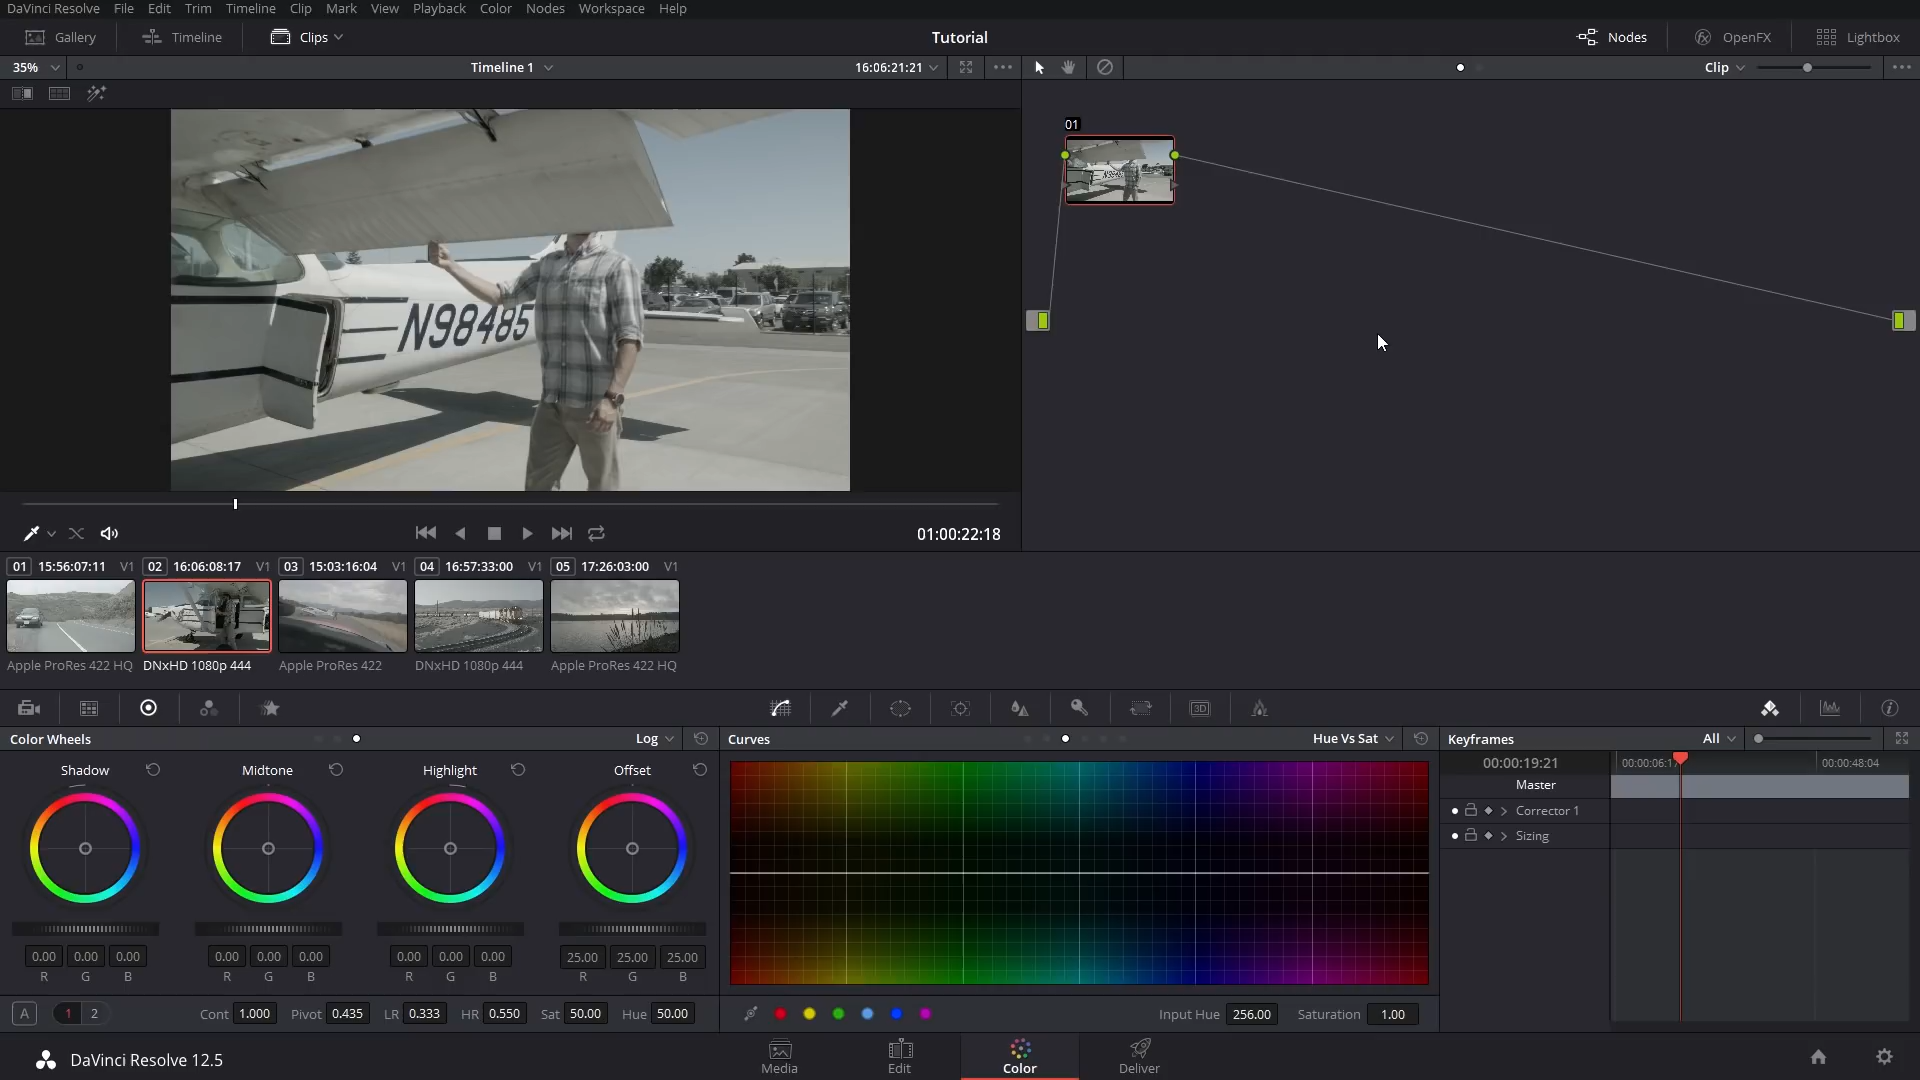 DaVinci Resolve File Edit Trim Timeline Clip Mark View Playback Color Nodes Workspace Help
Gallery Timeline Clips Tutorial Nodes OpenFX Lightbox
35% Timeline 1 16:06:21:21 Clip
01
N98485
N98485
01:00:22:18
01 15:56:07:11 V1 02 16:06:08:17 V1 03 15:03:16:04 V1 04 16:57:33:00 V1 05 17:26:03:00 V1
Apple ProRes 422 HQ DNxHD 1080p 444 Apple ProRes 422 DNxHD 1080p 444 Apple ProRes 422 HQ
3D
Color Wheels Log Curves Hue Vs Sat Keyframes All
Shadow Midtone Highlight Offset 00:00:19:21 00:00:06:17 00:00:48:04
Master
Corrector 1
Sizing
0.00 0.00 0.00 0.00 0.00 0.00 0.00 0.00 0.00 25.00 25.00 25.00
R G B R G B R G B R G B
A 1 2 Cont 1.000 Pivot 0.435 LR 0.333 HR 0.550 Sat 50.00 Hue 50.00 Input Hue 256.00 Saturation 1.00
DaVinci Resolve 12.5 Media Edit Color Deliver